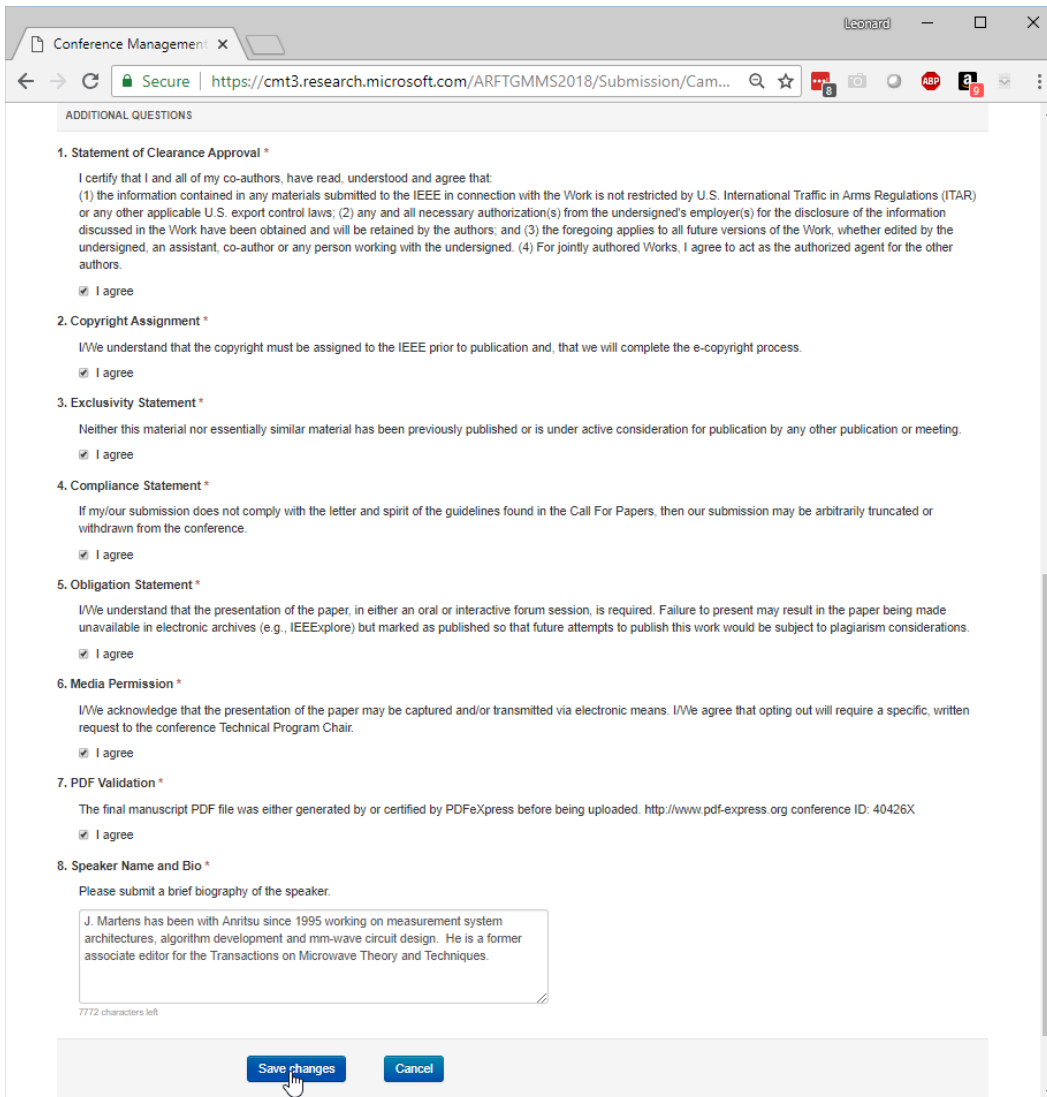 Leonard
Conference Management
Secure | https://cmt3.research.microsoft.com/ARFTGMMS2018/Submission/Cam...
8
ABP
a
9
ADDITIONAL QUESTIONS
1. Statement of Clearance Approval *
I certify that I and all of my co-authors, have read, understood and agree that:
(1) the information contained in any materials submitted to the IEEE in connection with the Work is not restricted by U.S. International Traffic in Arms Regulations (ITAR)
or any other applicable U.S. export control laws; (2) any and all necessary authorization(s) from the undersigned's employer(s) for the disclosure of the information
discussed in the Work have been obtained and will be retained by the authors; and (3) the foregoing applies to all future versions of the Work, whether edited by the
undersigned, an assistant, co-author or any person working with the undersigned. (4) For jointly authored Works, I agree to act as the authorized agent for the other
authors.
I agree
2. Copyright Assignment *
I/We understand that the copyright must be assigned to the IEEE prior to publication and, that we will complete the e-copyright process.
I agree
3. Exclusivity Statement *
Neither this material nor essentially similar material has been previously published or is under active consideration for publication by any other publication or meeting.
I agree
4. Compliance Statement *
If my/our submission does not comply with the letter and spirit of the guidelines found in the Call For Papers, then our submission may be arbitrarily truncated or
withdrawn from the conference.
I agree
5. Obligation Statement *
I/We understand that the presentation of the paper, in either an oral or interactive forum session, is required. Failure to present may result in the paper being made
unavailable in electronic archives (e.g., IEEExplore) but marked as published so that future attempts to publish this work would be subject to plagiarism considerations.
I agree
6. Media Permission *
I/We acknowledge that the presentation of the paper may be captured and/or transmitted via electronic means. I/We agree that opting out will require a specific, written
request to the conference Technical Program Chair.
I agree
7. PDF Validation *
The final manuscript PDF file was either generated by or certified by PDFeXpress before being uploaded. http://www.pdf-express.org conference ID: 40426X
I agree
8. Speaker Name and Bio *
Please submit a brief biography of the speaker.
J. Martens has been with Anritsu since 1995 working on measurement system
architectures, algorithm development and mm-wave circuit design. He is a former
associate editor for the Transactions on Microwave Theory and Techniques.
7772 characters left
Save changes
Cancel